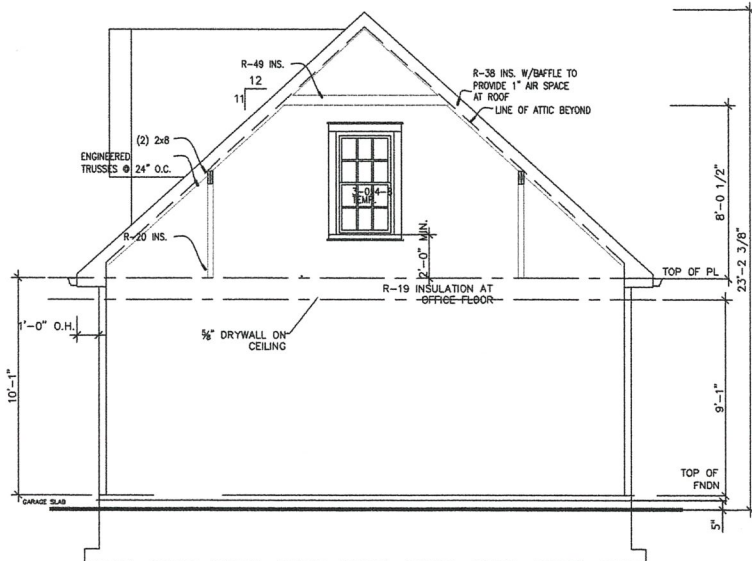 R-49 INS.
12
11
R-38 INS. W/BAFFLE TO
PROVIDE 1" AIR SPACE
AT ROOF
LINE OF ATTIC BEYOND
(2) 2x8
ENGINEERED
TRUSSES @ 24" O.C.
TEMP.
R-20 INS.
2'-0" MIN.
8'-0 1/2"
23'-2 3/8"
TOP OF PL
R-19 INSULATION AT
OFFICE FLOOR
1'-0" O.H.
5/8" DRYWALL ON
CEILING
10'-1"
9'-1"
TOP OF
FNDN
GARAGE SLAB
5"